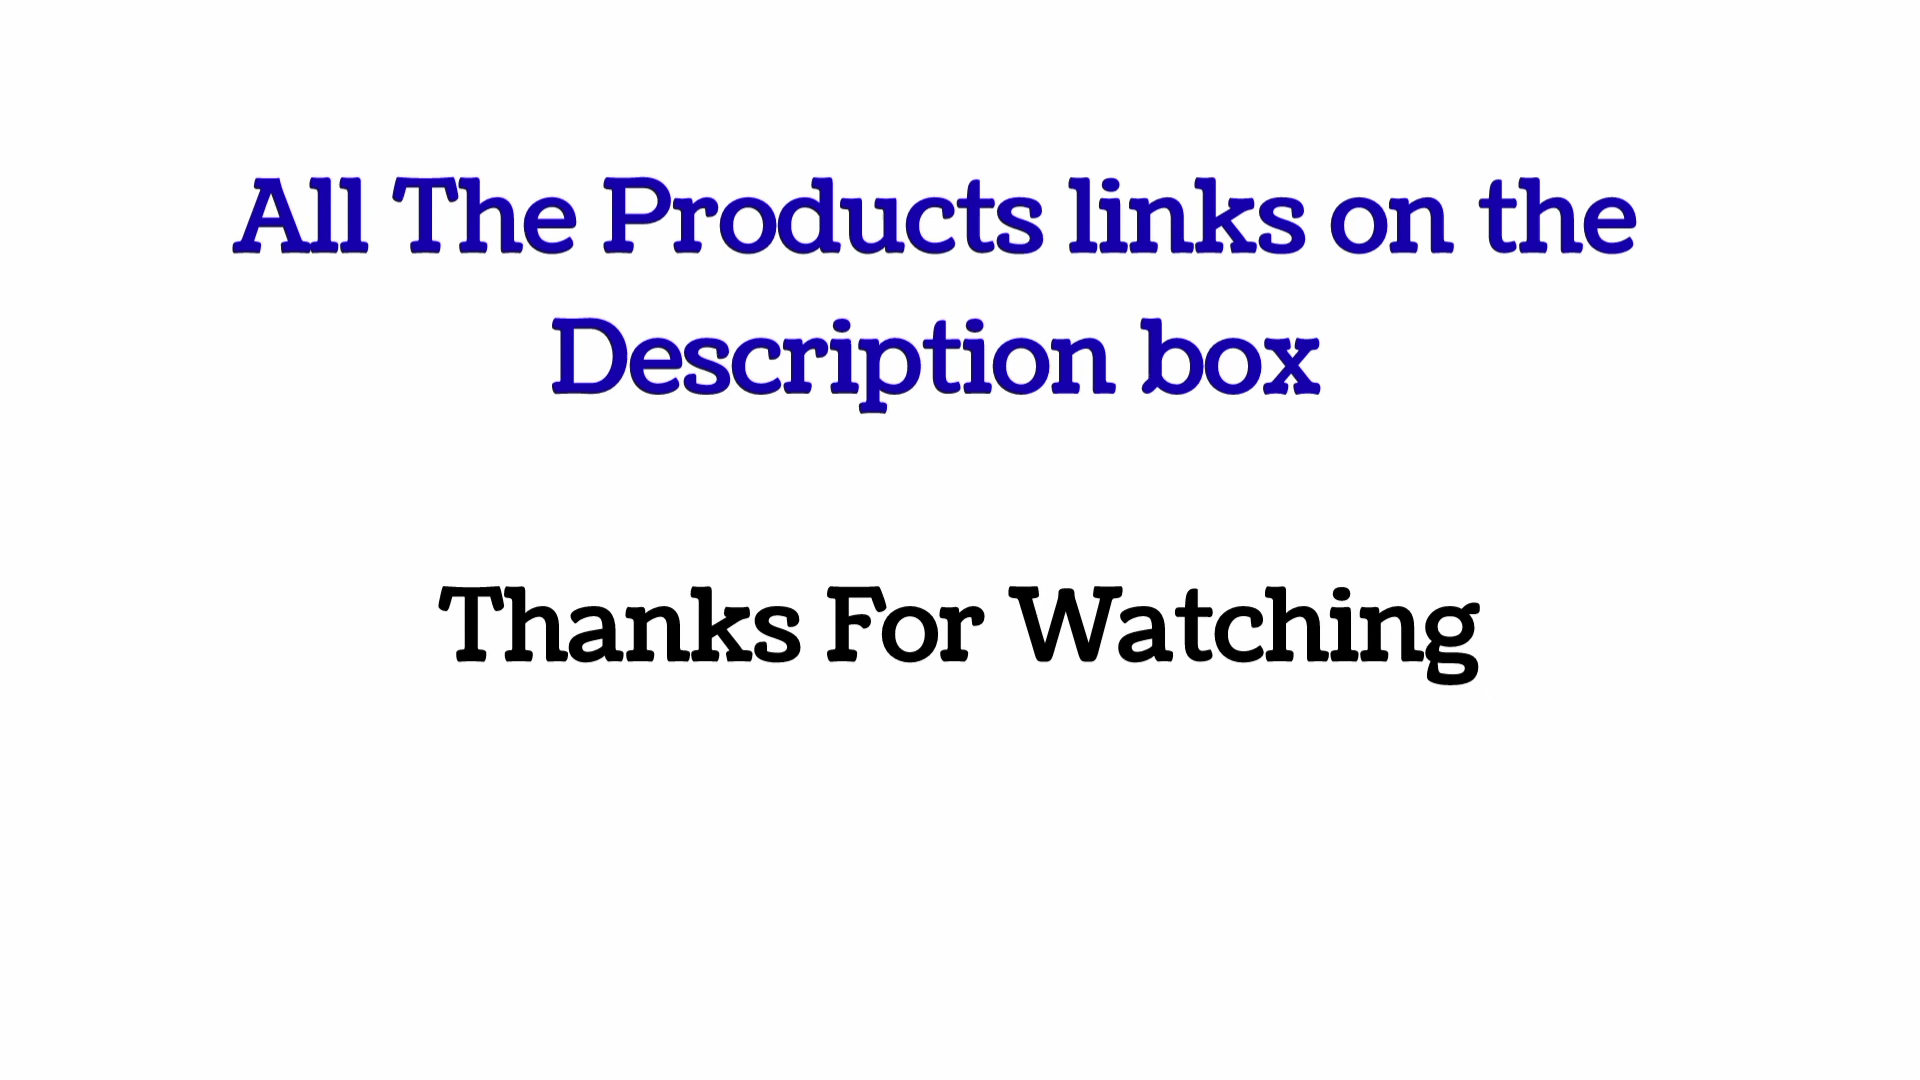 All The Products links on the
Description box
Thanks For Watching